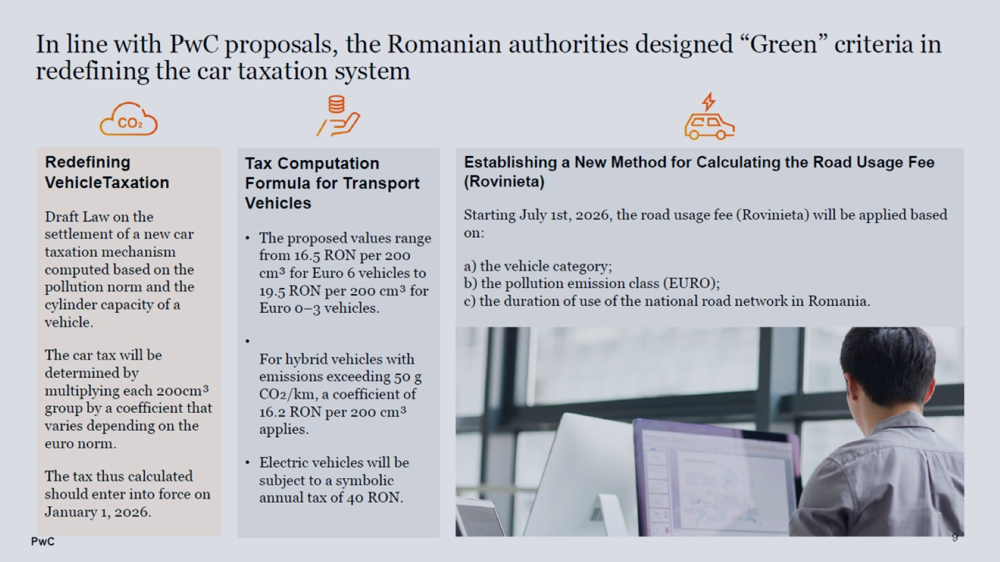 In line with PwC proposals, the Romanian authorities designed “Green” criteria in
redefining the car taxation system
CO₂
Redefining
VehicleTaxation
Draft Law on the
settlement of a new car
taxation mechanism
computed based on the
pollution norm and the
cylinder capacity of a
vehicle.
The car tax will be
determined by
multiplying each 200cm³
group by a coefficient that
varies depending on the
euro norm.
The tax thus calculated
should enter into force on
January 1, 2026.
Tax Computation
Formula for Transport
Vehicles
• The proposed values range
from 16.5 RON per 200
cm³ for Euro 6 vehicles to
19.5 RON per 200 cm³ for
Euro 0–3 vehicles.
•
For hybrid vehicles with
emissions exceeding 50 g
CO2/km, a coefficient of
16.2 RON per 200 cm³
applies.
• Electric vehicles will be
subject to a symbolic
annual tax of 40 RON.
Establishing a New Method for Calculating the Road Usage Fee
(Rovinieta)
Starting July 1st, 2026, the road usage fee (Rovinieta) will be applied based
on:
a) the vehicle category;
b) the pollution emission class (EURO);
c) the duration of use of the national road network in Romania.
PwC
9